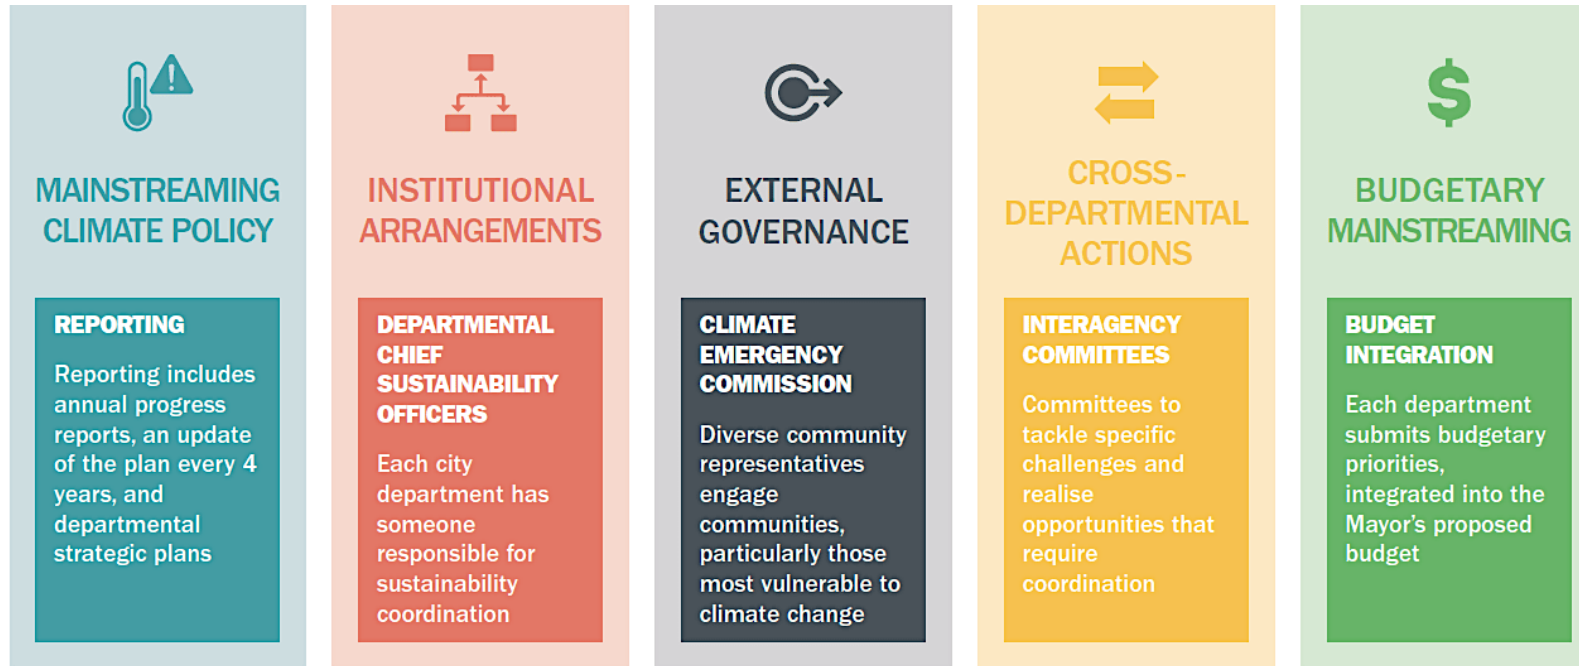 MAINSTREAMING
CLIMATE POLICY
REPORTING
Reporting includes
annual progress
reports, an update
of the plan every 4
years, and
departmental
strategic plans
INSTITUTIONAL
ARRANGEMENTS
DEPARTMENTAL
CHIEF
SUSTAINABILITY
OFFICERS
Each city
department has
someone
responsible for
sustainability
coordination
EXTERNAL
GOVERNANCE
CLIMATE
EMERGENCY
COMMISSION
Diverse community
representatives
engage
communities,
particularly those
most vulnerable to
climate change
CROSS-
DEPARTMENTAL
ACTIONS
INTERAGENCY
COMMITTEES
Committees to
tackle specific
challenges and
realise
opportunities that
require
coordination
$
BUDGETARY
MAINSTREAMING
BUDGET
INTEGRATION
Each department
submits budgetary
priorities,
integrated into the
Mayor's proposed
budget